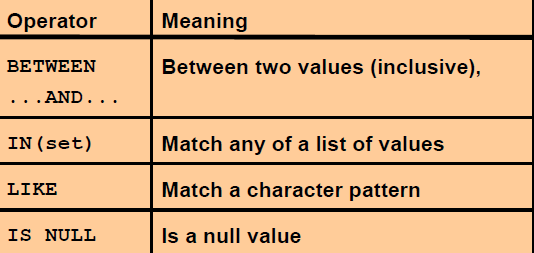 Operator Meaning
BETWEEN Between two values (inclusive),
...AND...
IN(set) Match any of a list of values
LIKE Match a character pattern
IS NULL Is a null value